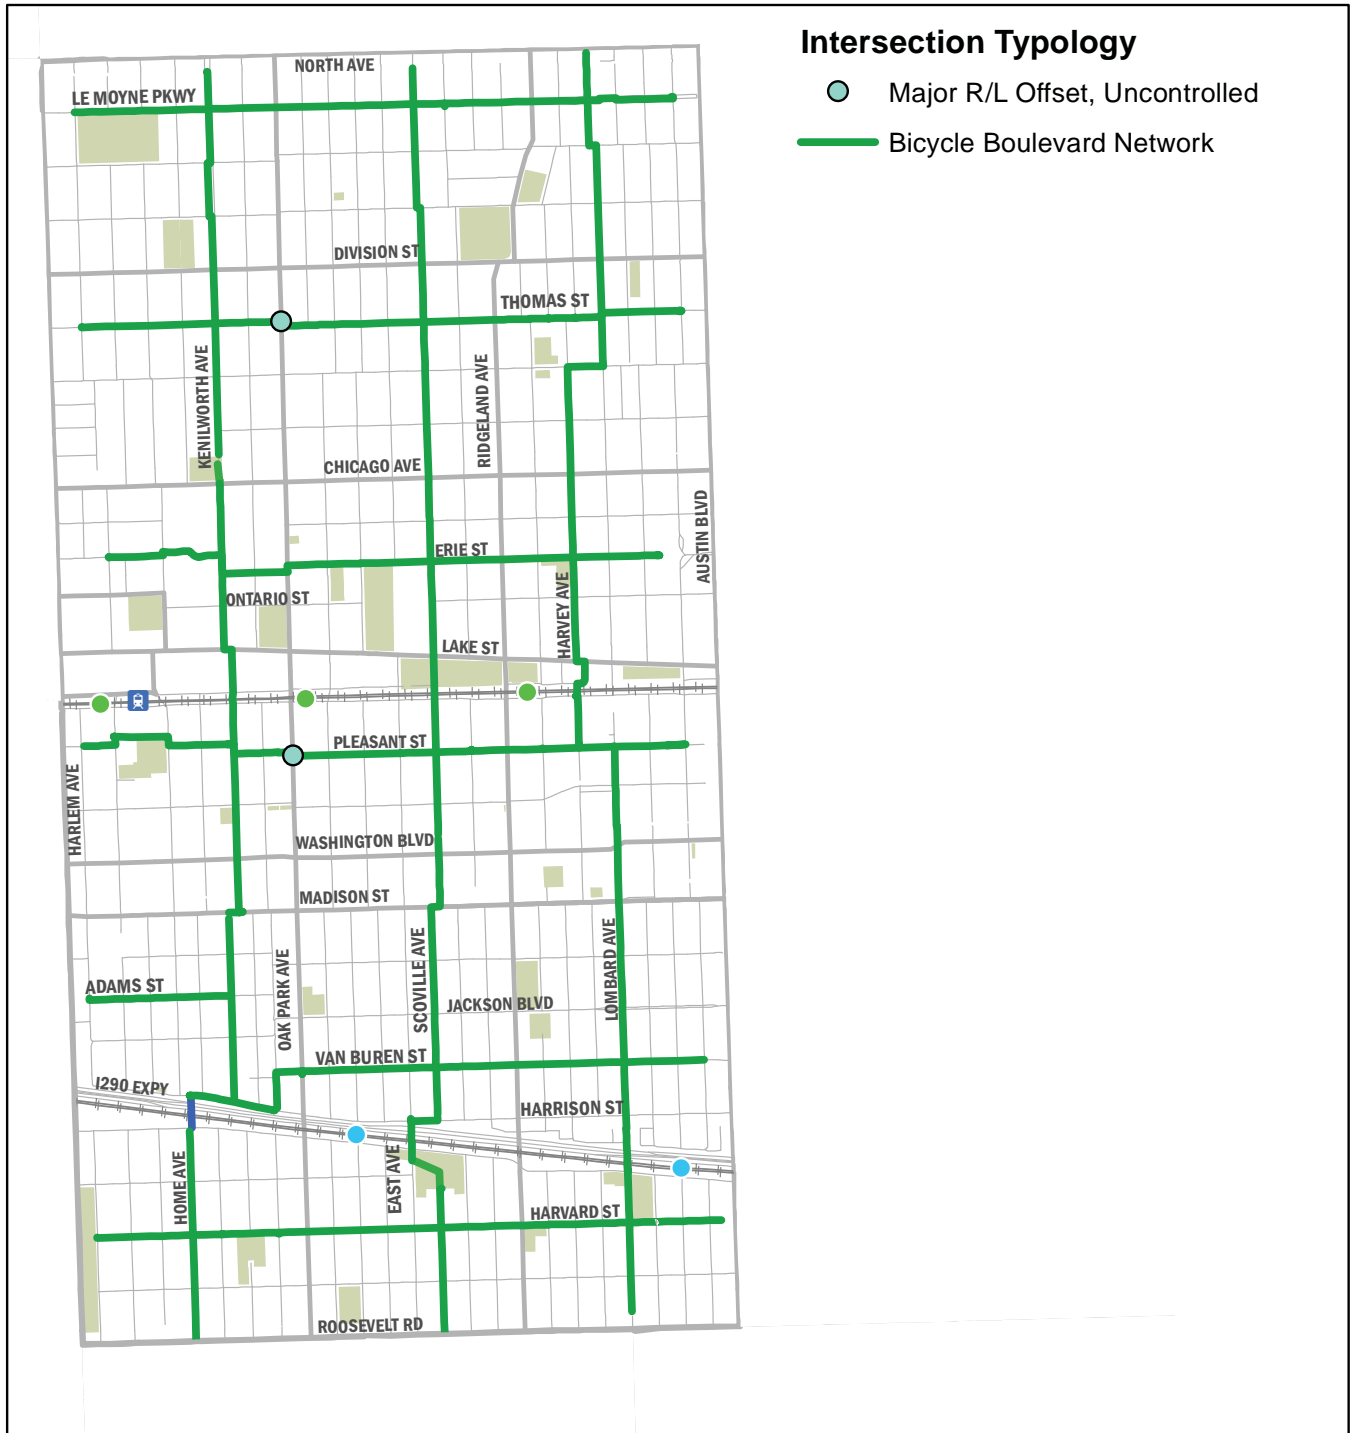 Intersection Typology
Major R/L Offset, Uncontrolled
Bicycle Boulevard Network
NORTH AVE
LE MOYNE PKWY
DIVISION ST
THOMAS ST
KENILWORTH AVE
RIDGELAND AVE
CHICAGO AVE
AUSTIN BLVD
ERIE ST
ONTARIO ST
HARVEY AVE
LAKE ST
PLEASANT ST
HARLEM AVE
WASHINGTON BLVD
MADISON ST
OAK PARK AVE
SCOVILLE AVE
LOMBARD AVE
ADAMS ST
JACKSON BLVD
VAN BUREN ST
I290 EXPY
HARRISON ST
HOME AVE
EAST AVE
HARVARD ST
ROOSEVELT RD